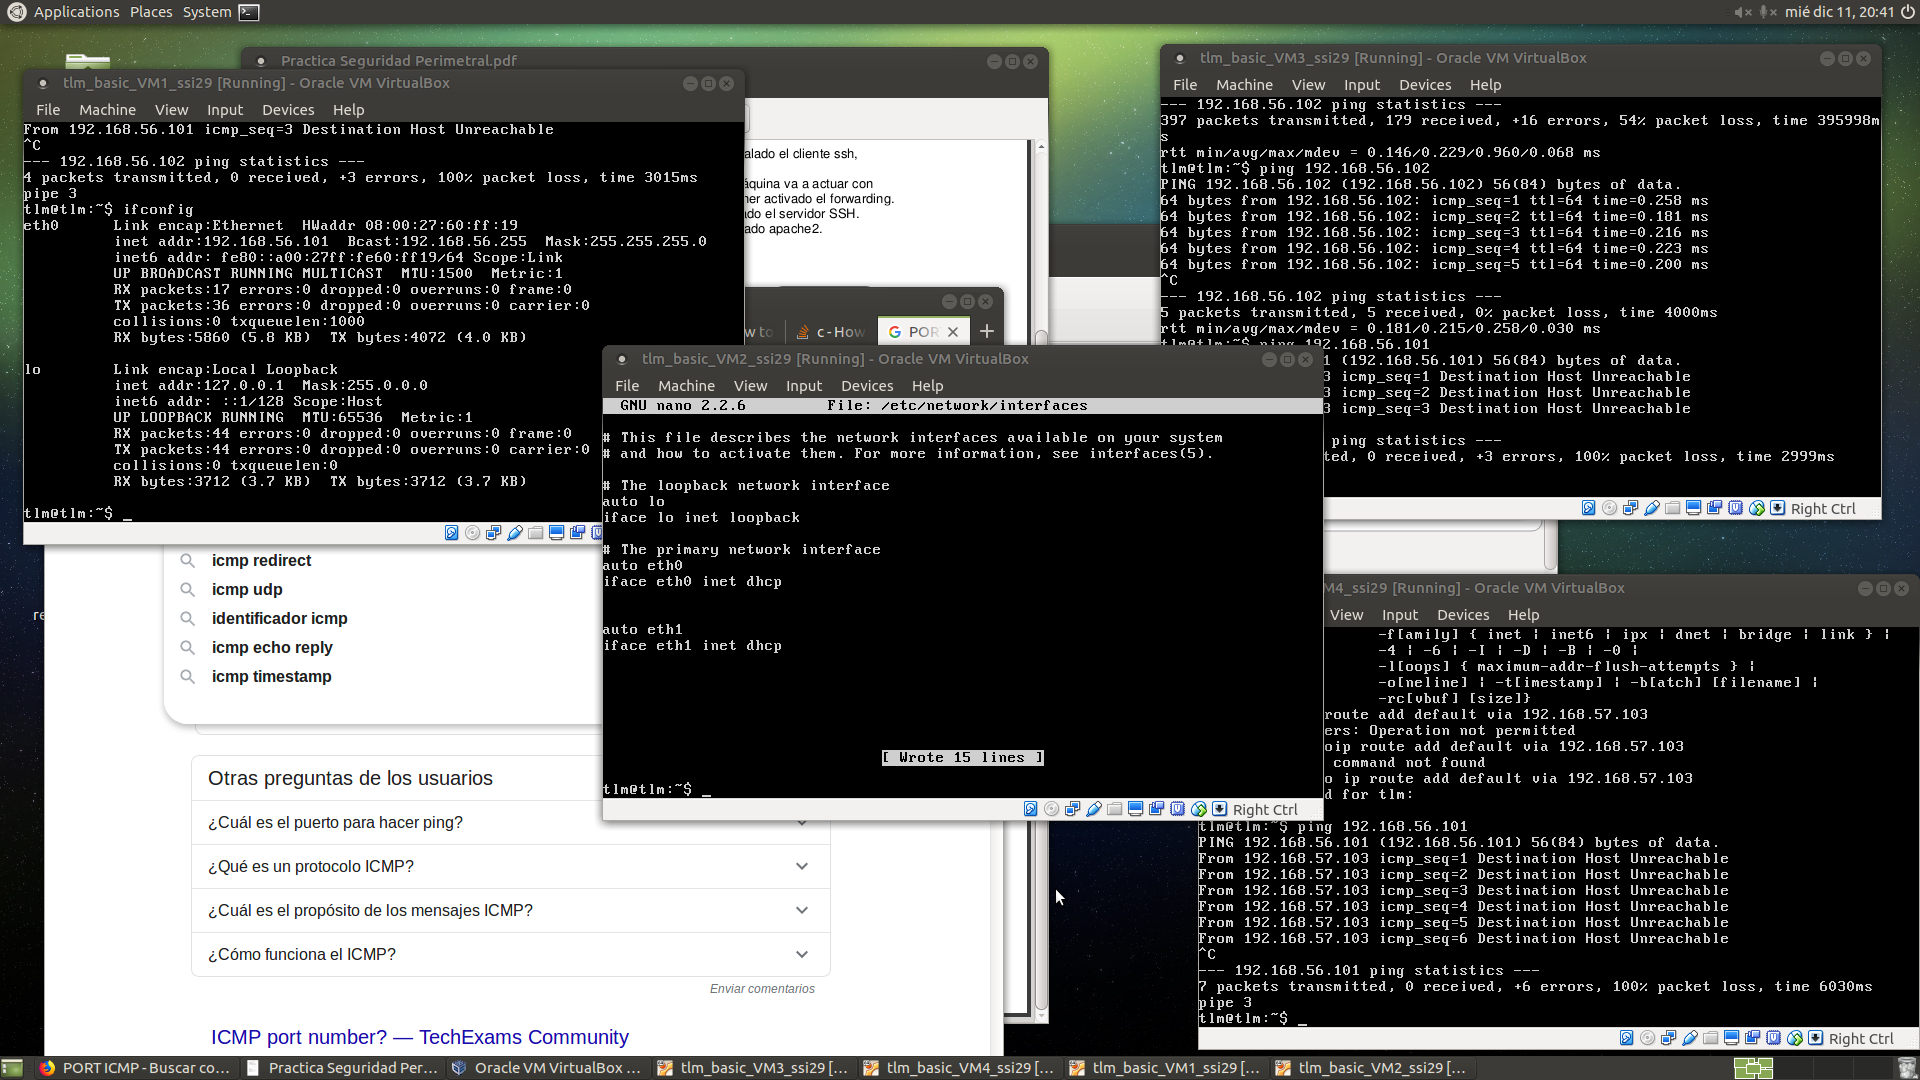 Applications Places System
mié dic 11, 20:41
Practica Seguridad Perimetral.pdf
tlm_basic_VM1_ssi29 [Running] - Oracle VM VirtualBox
File Machine View Input Devices Help
From 192.168.56.101 icmp_seq=3 Destination Host Unreachable
^C
--- 192.168.56.102 ping statistics ---
4 packets transmitted, 0 received, +3 errors, 100% packet loss, time 3015ms
pipe 3
tlm@tlm:~$ ifconfig
eth0 Link encap:Ethernet HWaddr 08:00:27:60:ff:19
inet addr:192.168.56.101 Bcast:192.168.56.255 Mask:255.255.255.0
inet6 addr: fe80::a00:27ff:fe60:ff19/64 Scope:Link
UP BROADCAST RUNNING MULTICAST MTU:1500 Metric:1
RX packets:17 errors:0 dropped:0 overruns:0 frame:0
TX packets:36 errors:0 dropped:0 overruns:0 carrier:0
collisions:0 txqueuelen:1000
RX bytes:5860 (5.8 KB) TX bytes:4072 (4.0 KB)
lo Link encap:Local Loopback
inet addr:127.0.0.1 Mask:255.0.0.0
inet6 addr: ::1/128 Scope:Host
UP LOOPBACK RUNNING MTU:65536 Metric:1
RX packets:44 errors:0 dropped:0 overruns:0 frame:0
TX packets:44 errors:0 dropped:0 overruns:0 carrier:0
collisions:0 txqueuelen:0
RX bytes:3712 (3.7 KB) TX bytes:3712 (3.7 KB)
tlm@tlm:~$ _
alado el cliente ssh,
áquina va a actuar con
ner activado el forwarding.
ado el servidor SSH.
ado apache2.
w to
c - How
POR
tlm_basic_VM3_ssi29 [Running] - Oracle VM VirtualBox
File Machine View Input Devices Help
--- 192.168.56.102 ping statistics ---
397 packets transmitted, 179 received, +16 errors, 54% packet loss, time 395998m
s
rtt min/avg/max/mdev = 0.146/0.229/0.960/0.068 ms
tlm@tlm:~$ ping 192.168.56.102
PING 192.168.56.102 (192.168.56.102) 56(84) bytes of data.
64 bytes from 192.168.56.102: icmp_seq=1 ttl=64 time=0.258 ms
64 bytes from 192.168.56.102: icmp_seq=2 ttl=64 time=0.181 ms
64 bytes from 192.168.56.102: icmp_seq=3 ttl=64 time=0.216 ms
64 bytes from 192.168.56.102: icmp_seq=4 ttl=64 time=0.223 ms
64 bytes from 192.168.56.102: icmp_seq=5 ttl=64 time=0.200 ms
^C
--- 192.168.56.102 ping statistics ---
5 packets transmitted, 5 received, 0% packet loss, time 4000ms
rtt min/avg/max/mdev = 0.181/0.215/0.258/0.030 ms
tlm@tlm:~$ ping 192.168.56.101
1 (192.168.56.101) 56(84) bytes of data.
3 icmp_seq=1 Destination Host Unreachable
3 icmp_seq=2 Destination Host Unreachable
3 icmp_seq=3 Destination Host Unreachable
ping statistics ---
ted, 0 received, +3 errors, 100% packet loss, time 2999ms
Right Ctrl
tlm_basic_VM2_ssi29 [Running] - Oracle VM VirtualBox
File Machine View Input Devices Help
GNU nano 2.2.6 File: /etc/network/interfaces
# This file describes the network interfaces available on your system
# and how to activate them. For more information, see interfaces(5).
# The loopback network interface
auto lo
iface lo inet loopback
# The primary network interface
auto eth0
iface eth0 inet dhcp
auto eth1
iface eth1 inet dhcp
[ Wrote 15 lines ]
tlm@tlm:~$ _
Right Ctrl
M4_ssi29 [Running] - Oracle VM VirtualBox
View Input Devices Help
-f[amily] { inet | inet6 | ipx | dnet | bridge | link } |
-4 | -6 | -I | -D | -B | -0 |
-l[oops] { maximum-addr-flush-attempts } |
-o[neline] | -t[imestamp] | -b[atch] [filename] |
-rc[vbuf] [size]}
route add default via 192.168.57.103
ers: Operation not permitted
oip route add default via 192.168.57.103
command not found
o ip route add default via 192.168.57.103
d for tlm:
tlm@tlm:~$ ping 192.168.56.101
PING 192.168.56.101 (192.168.56.101) 56(84) bytes of data.
From 192.168.57.103 icmp_seq=1 Destination Host Unreachable
From 192.168.57.103 icmp_seq=2 Destination Host Unreachable
From 192.168.57.103 icmp_seq=3 Destination Host Unreachable
From 192.168.57.103 icmp_seq=4 Destination Host Unreachable
From 192.168.57.103 icmp_seq=5 Destination Host Unreachable
From 192.168.57.103 icmp_seq=6 Destination Host Unreachable
^C
--- 192.168.56.101 ping statistics ---
7 packets transmitted, 0 received, +6 errors, 100% packet loss, time 6030ms
pipe 3
tlm@tlm:~$ _
Right Ctrl
re
icmp redirect
icmp udp
identificador icmp
icmp echo reply
icmp timestamp
Otras preguntas de los usuarios
¿Cuál es el puerto para hacer ping?
¿Qué es un protocolo ICMP?
¿Cuál es el propósito de los mensajes ICMP?
¿Cómo funciona el ICMP?
Enviar comentarios
ICMP port number? — TechExams Community
PORT ICMP - Buscar co...
Practica Seguridad Per...
Oracle VM VirtualBox ...
tlm_basic_VM3_ssi29 [...
tlm_basic_VM4_ssi29 [...
tlm_basic_VM1_ssi29 [...
tlm_basic_VM2_ssi29 [...